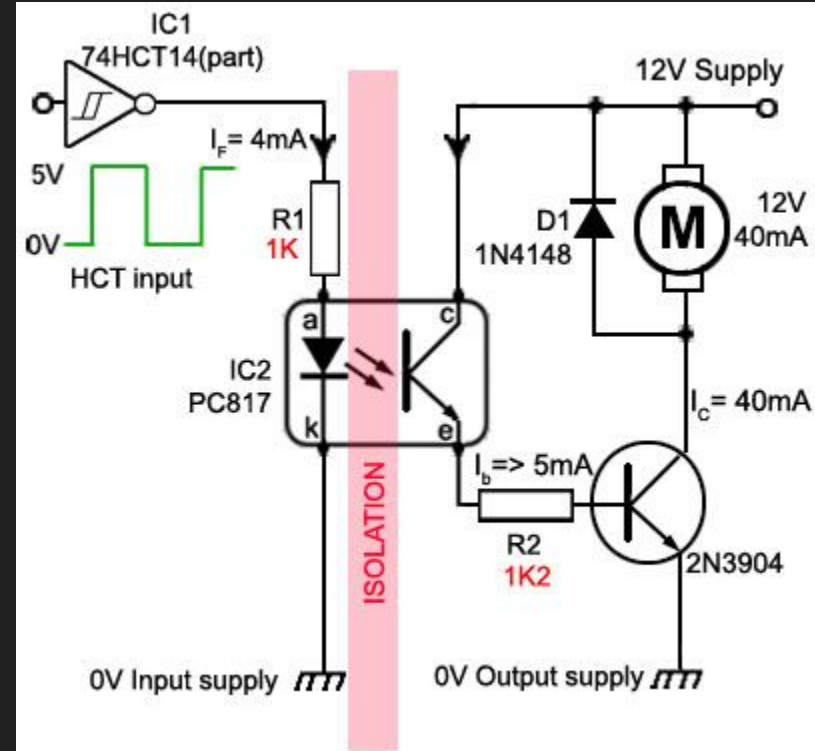 IC1
74HCT14(part)
12V Supply
I_F= 4mA
5V
0V
HCT input
R1
1K
D1
1N4148
M
12V
40mA
a
c
IC2
PC817
k
e
I_C= 40mA
I_b=> 5mA
ISOLATION
R2
1K2
2N3904
0V Input supply
0V Output supply